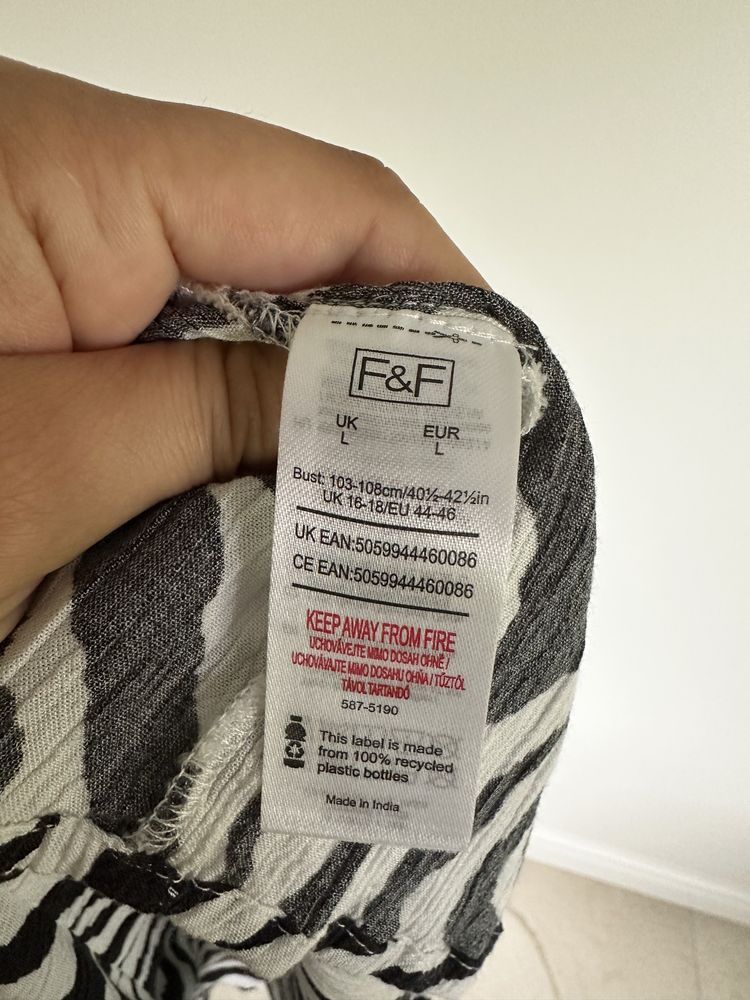 F&F
UK EUR
L L
Bust: 103-108cm/40½-42½in
UK 16-18/EU 44-46
UK EAN:5059944460086
CE EAN:5059944460086
KEEP AWAY FROM FIRE
UCHOVÁVEJTE MIMO DOSAH OHNĚ /
UCHOVÁVAJTE MIMO DOSAHU OHŇA / TŰZTŐL
TÁVOL TARTANDÓ
587-5190
This label is made
from 100% recycled
plastic bottles
Made in India